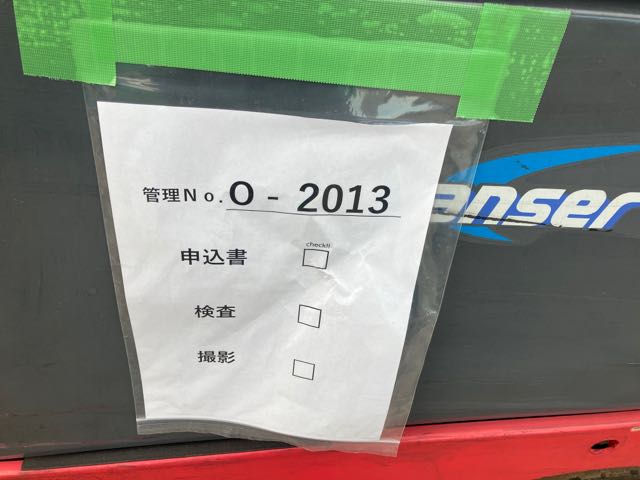 管理No. O - 2013
申込書
check!!
検査
撮影
anser